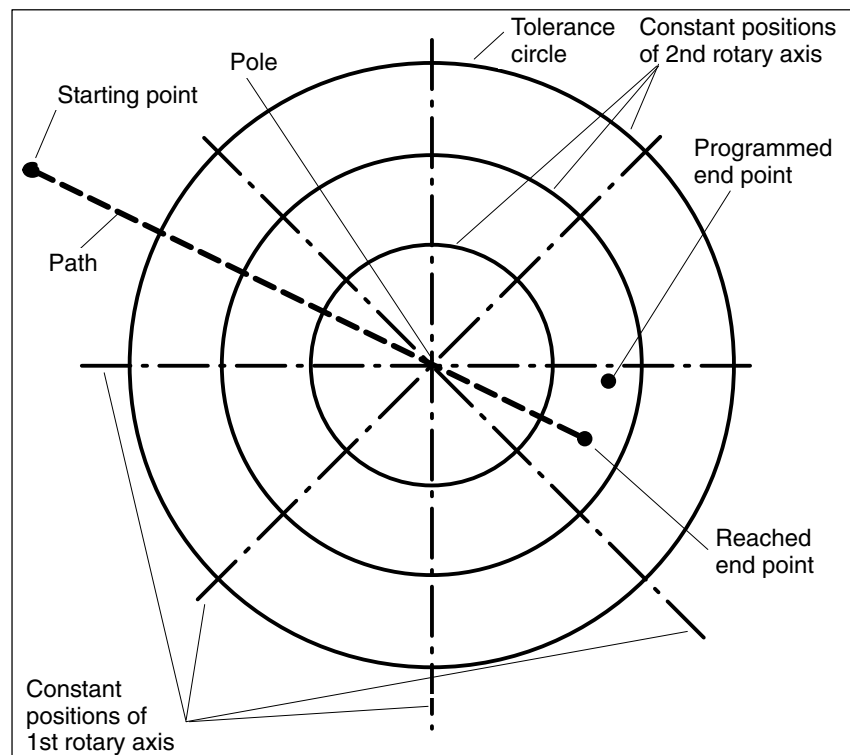 Tolerance
circle
Constant positions
of 2nd rotary axis
Pole
Starting point
Programmed
end point
Path
Reached
end point
Constant
positions of
1st rotary axis